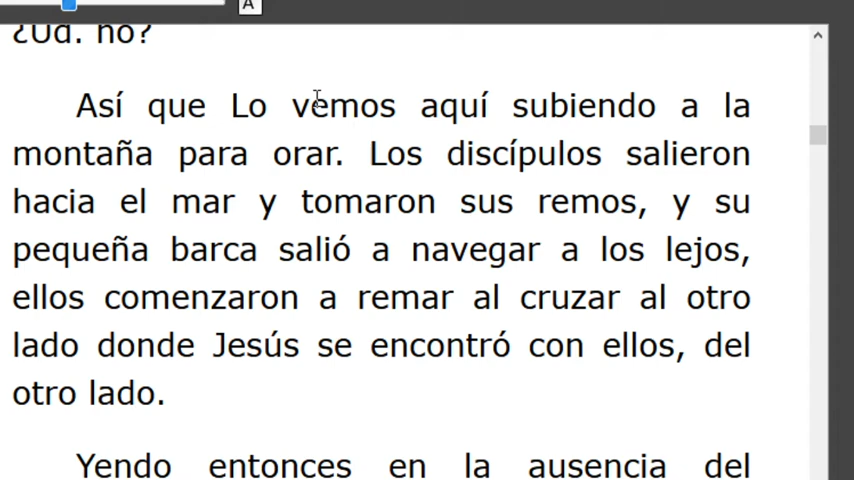 A
¿Ud. no?
Así que Lo vemos aquí subiendo a la
montaña para orar. Los discípulos salieron
hacia el mar y tomaron sus remos, y su
pequeña barca salió a navegar a los lejos,
ellos comenzaron a remar al cruzar al otro
lado donde Jesús se encontró con ellos, del
otro lado.
Yendo entonces en la ausencia del